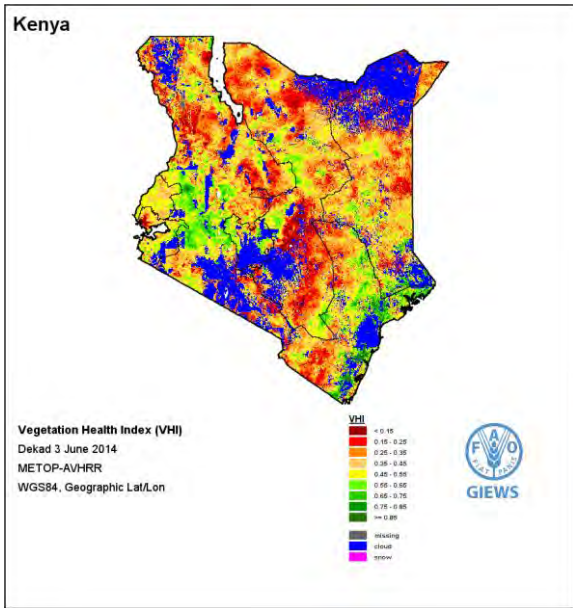 Kenya
Vegetation Health Index (VHI)
Dekad 3 June 2014
METOP-AVHRR
WGS84, Geographic Lat/Lon
VHI
< 0.15
0.15 - 0.25
0.25 - 0.35
0.35 - 0.45
0.45 - 0.55
0.55 - 0.65
0.65 - 0.75
0.75 - 0.85
>= 0.85
missing
cloud
snow
F A O
FIAT PANIS
GIEWS